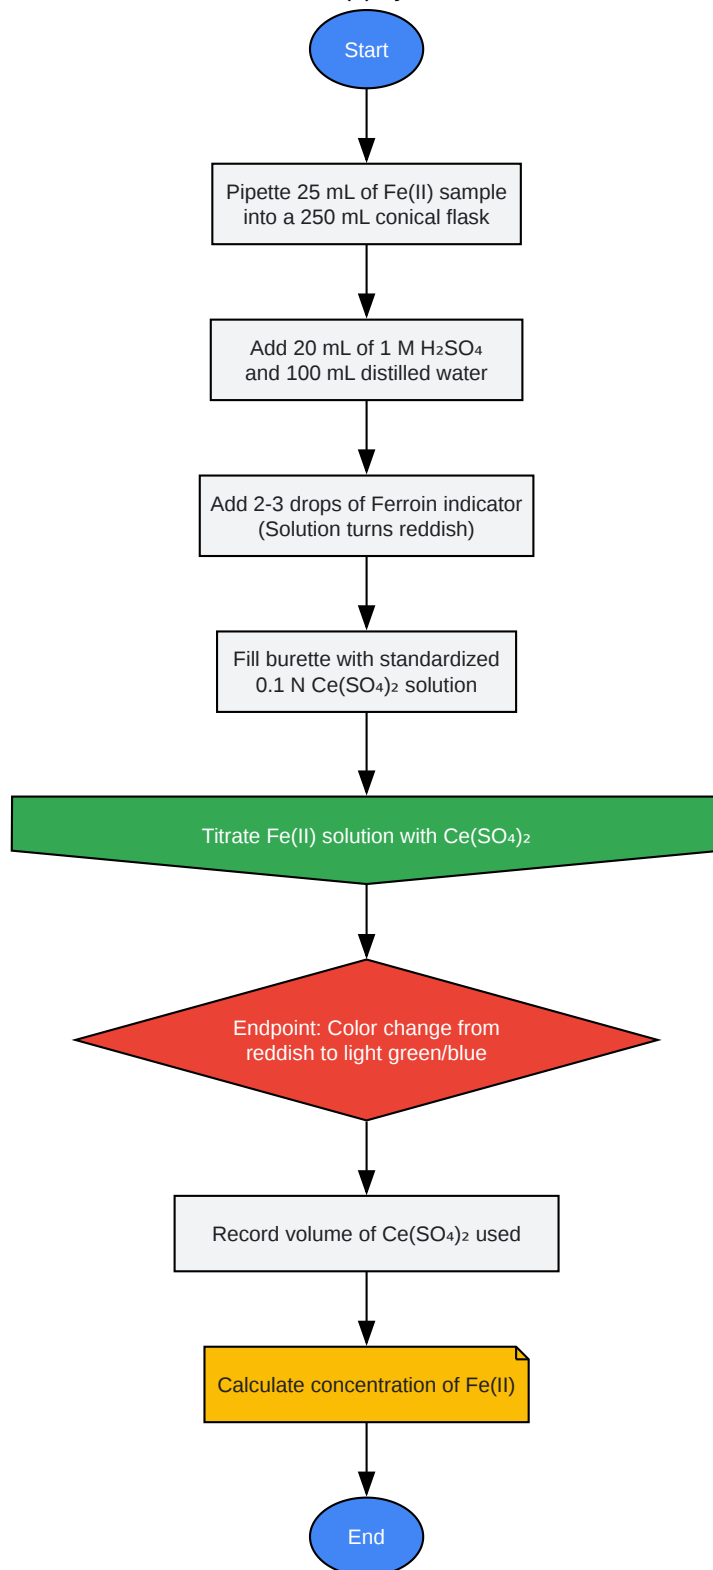 Start
Pipette 25 mL of Fe(II) sample
into a 250 mL conical flask
Add 20 mL of 1 M H₂SO₄
and 100 mL distilled water
Add 2-3 drops of Ferroin indicator
(Solution turns reddish)
Fill burette with standardized
0.1 N Ce(SO₄)₂ solution
Titrate Fe(II) solution with Ce(SO₄)₂
Endpoint: Color change from
reddish to light green/blue
Record volume of Ce(SO₄)₂ used
Calculate concentration of Fe(II)
End